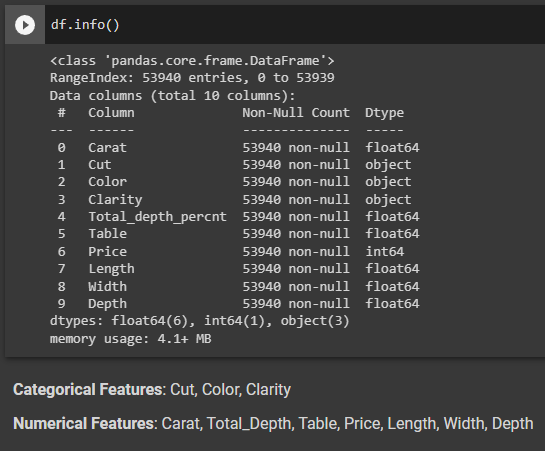 df.info()
<class 'pandas.core.frame.DataFrame'>
RangeIndex: 53940 entries, 0 to 53939
Data columns (total 10 columns):
 #   Column               Non-Null Count  Dtype
---  ------               --------------  -----
 0   Carat                53940 non-null  float64
 1   Cut                  53940 non-null  object
 2   Color                53940 non-null  object
 3   Clarity              53940 non-null  object
 4   Total_depth_percnt   53940 non-null  float64
 5   Table                53940 non-null  float64
 6   Price                53940 non-null  int64
 7   Length               53940 non-null  float64
 8   Width                53940 non-null  float64
 9   Depth                53940 non-null  float64
dtypes: float64(6), int64(1), object(3)
memory usage: 4.1+ MB
Categorical Features: Cut, Color, Clarity
Numerical Features: Carat, Total_Depth, Table, Price, Length, Width, Depth